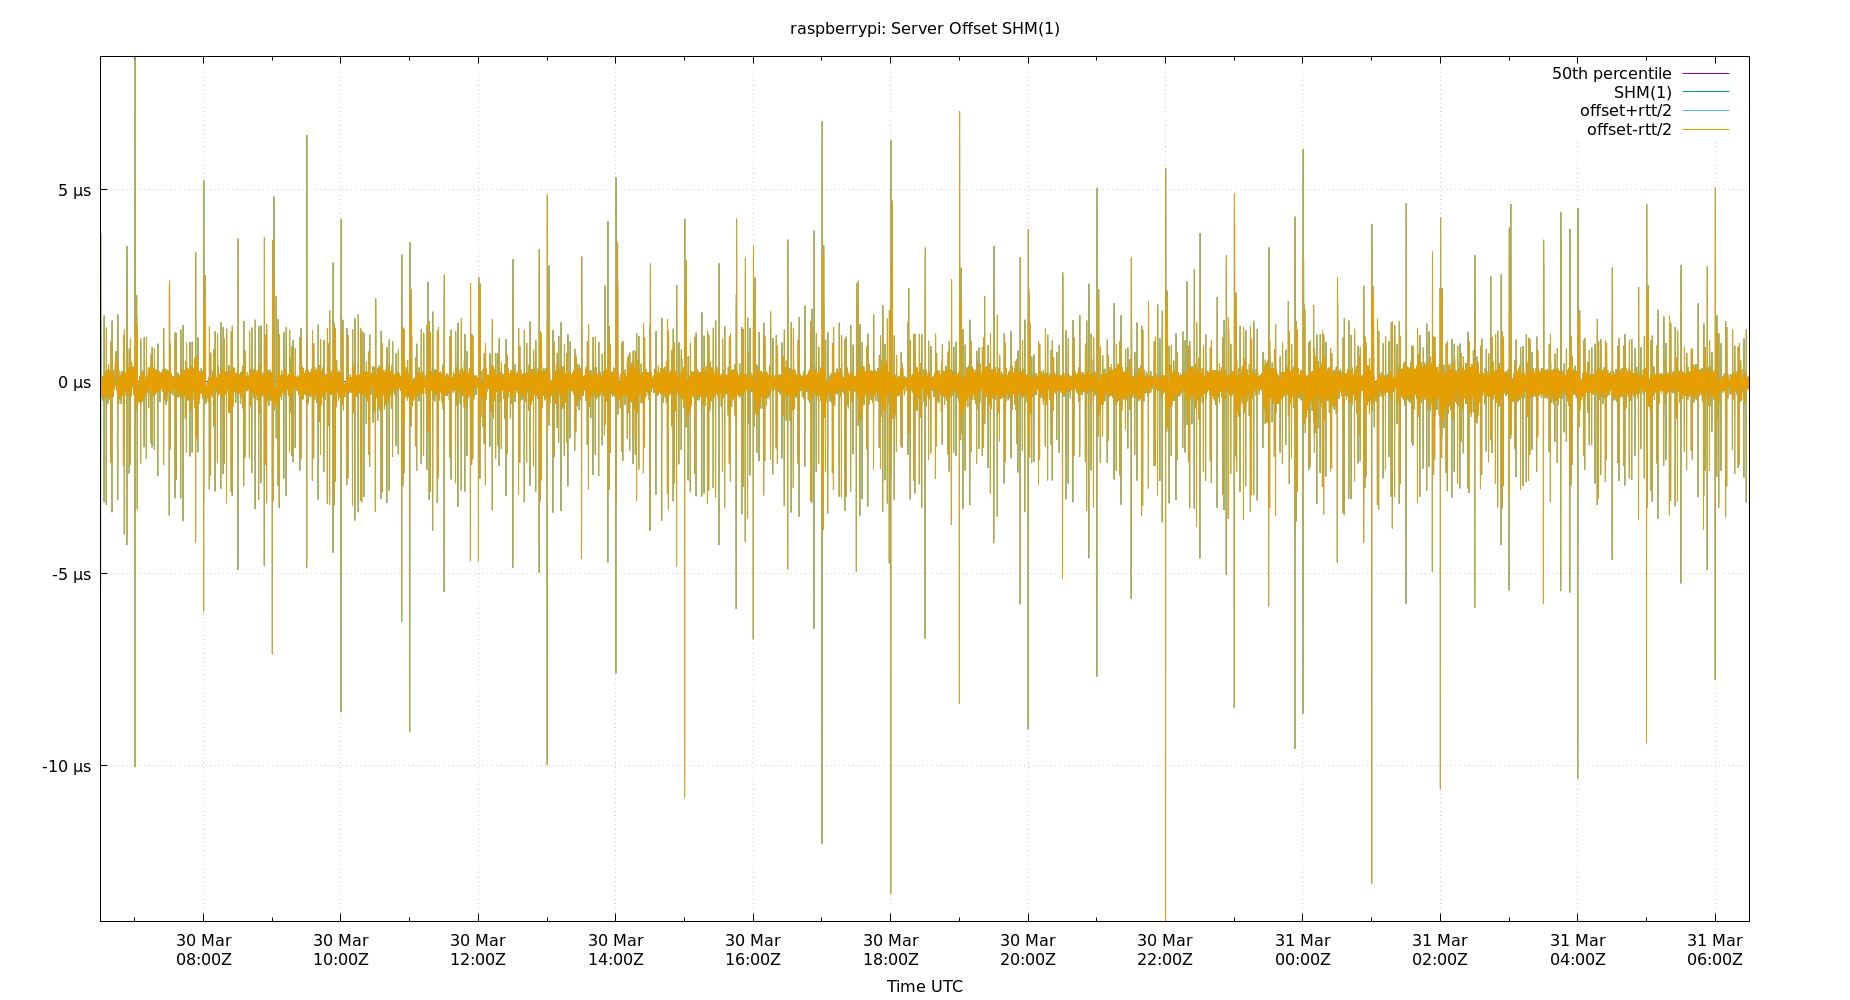 raspberrypi: Server Offset SHM(1)
50th percentile
SHM(1)
offset+rtt/2
offset-rtt/2
5 µs
0 µs
-5 µs
-10 µs
30 Mar 30 Mar 30 Mar 30 Mar 30 Mar 30 Mar 30 Mar 30 Mar 31 Mar 31 Mar 31 Mar 31 Mar
08:00Z 10:00Z 12:00Z 14:00Z 16:00Z 18:00Z 20:00Z 22:00Z 00:00Z 02:00Z 04:00Z 06:00Z
Time UTC